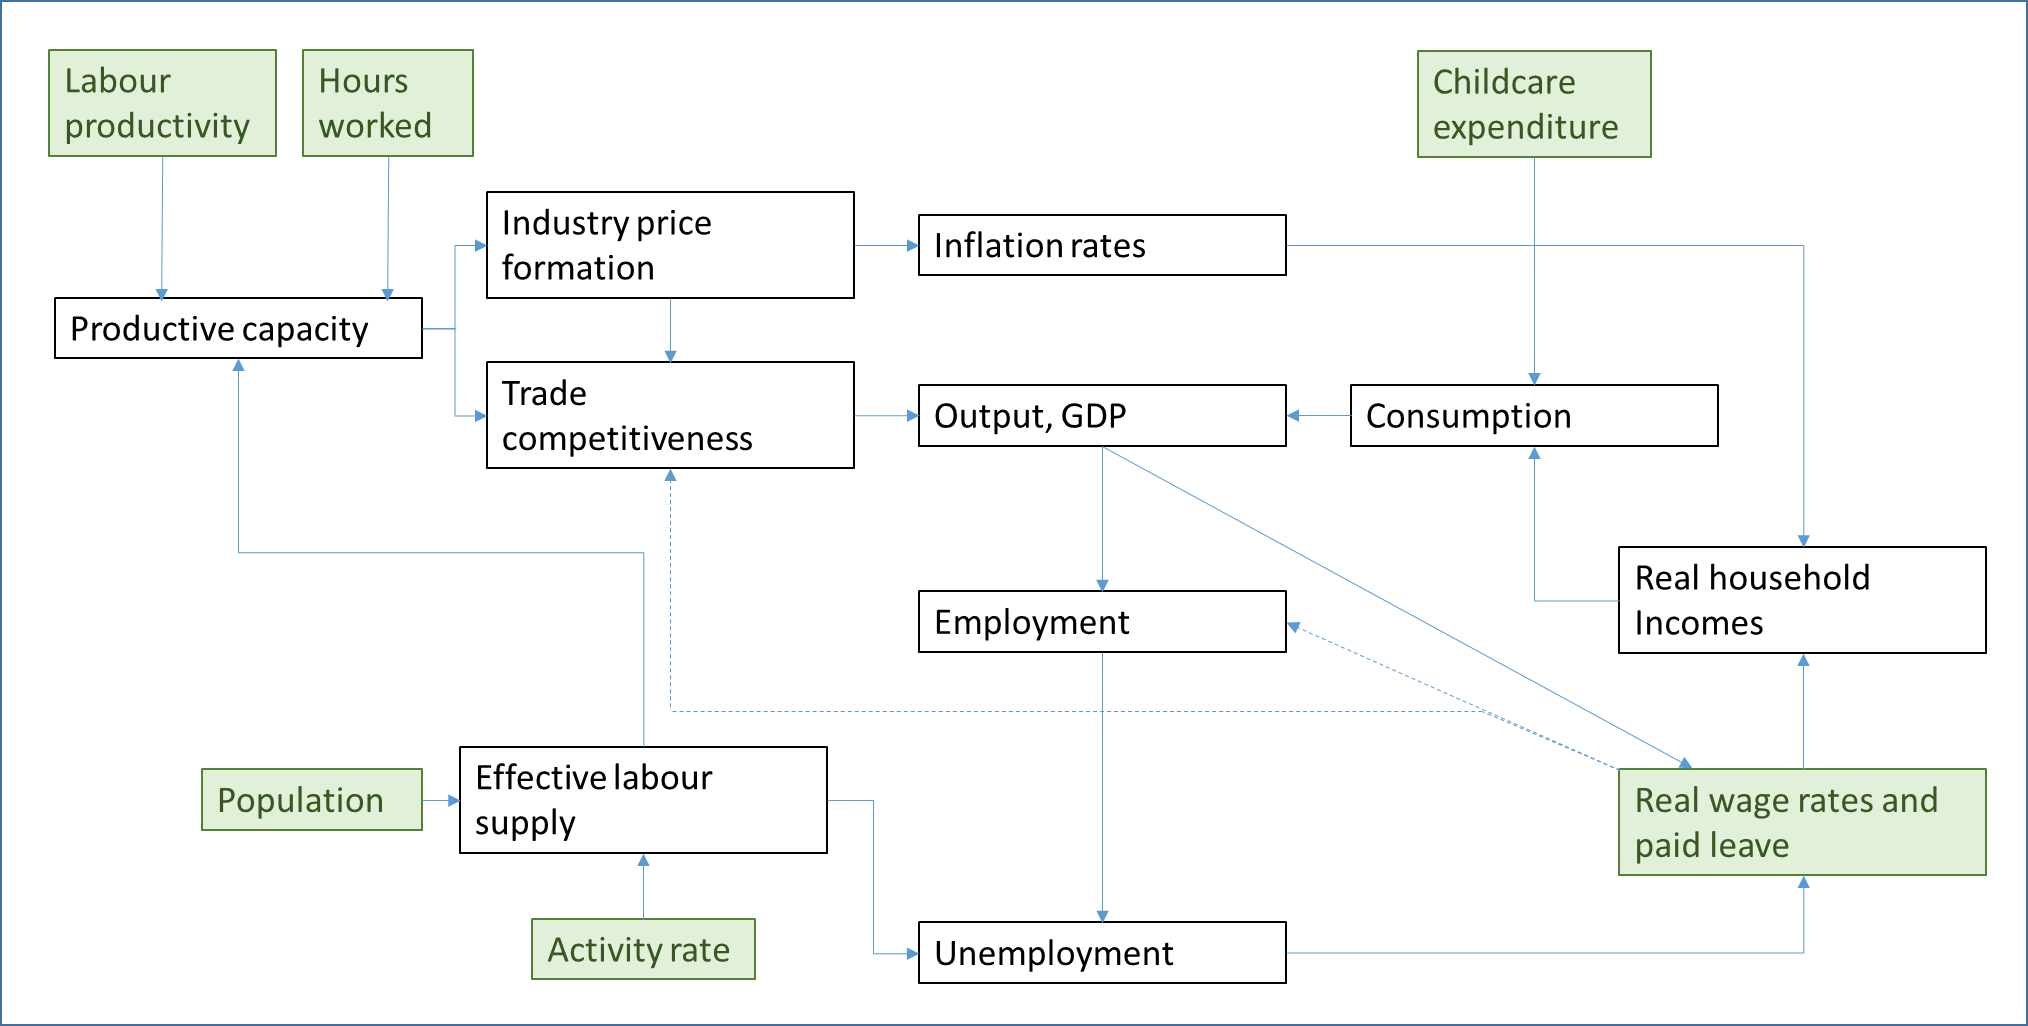 Labour
productivity
Hours
worked
Childcare
expenditure
Industry price
formation
Inflation rates
Productive capacity
Trade
competitiveness
Output, GDP
Consumption
Real household
Incomes
Employment
Effective labour
supply
Population
Real wage rates and
paid leave
Activity rate
Unemployment